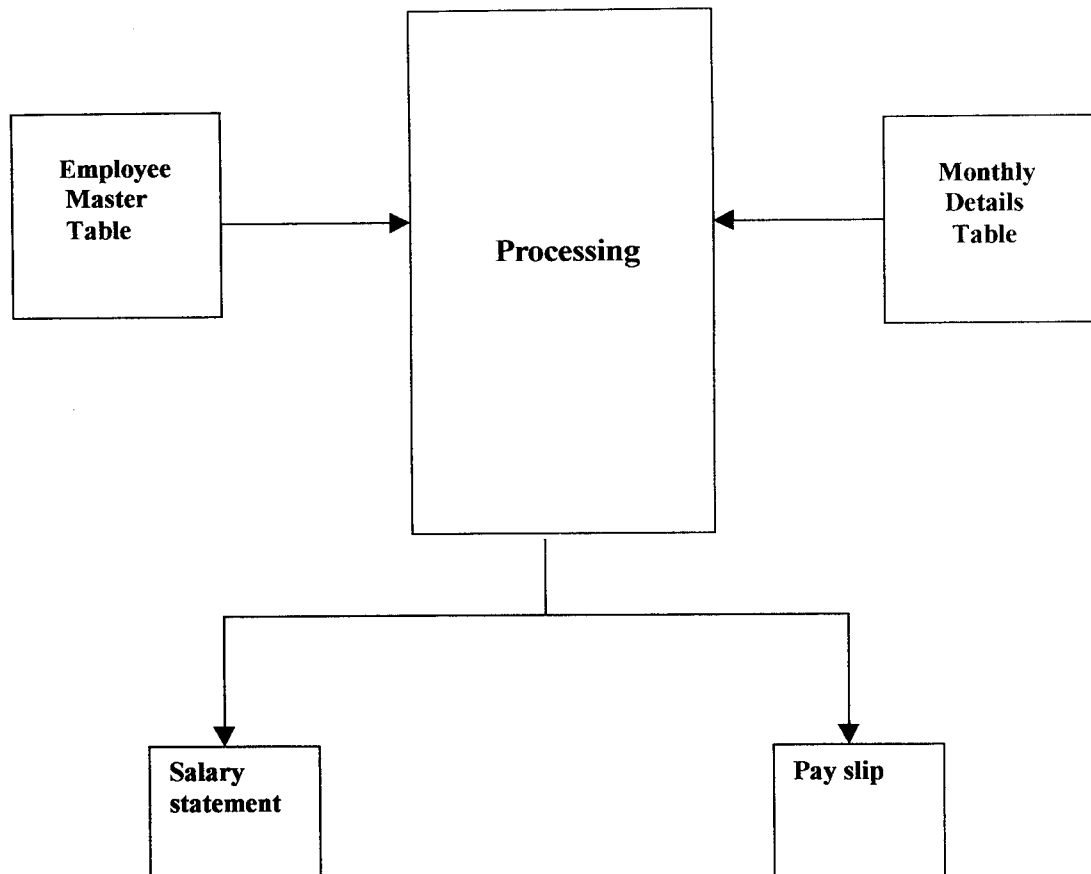 Employee
Master
Table
Processing
Monthly
Details
Table
Salary
statement
Pay slip